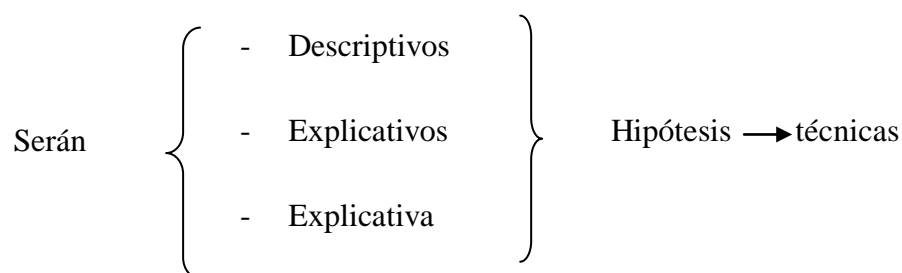 - Descriptivos
Serán - Explicativos Hipótesis → técnicas
- Explicativa